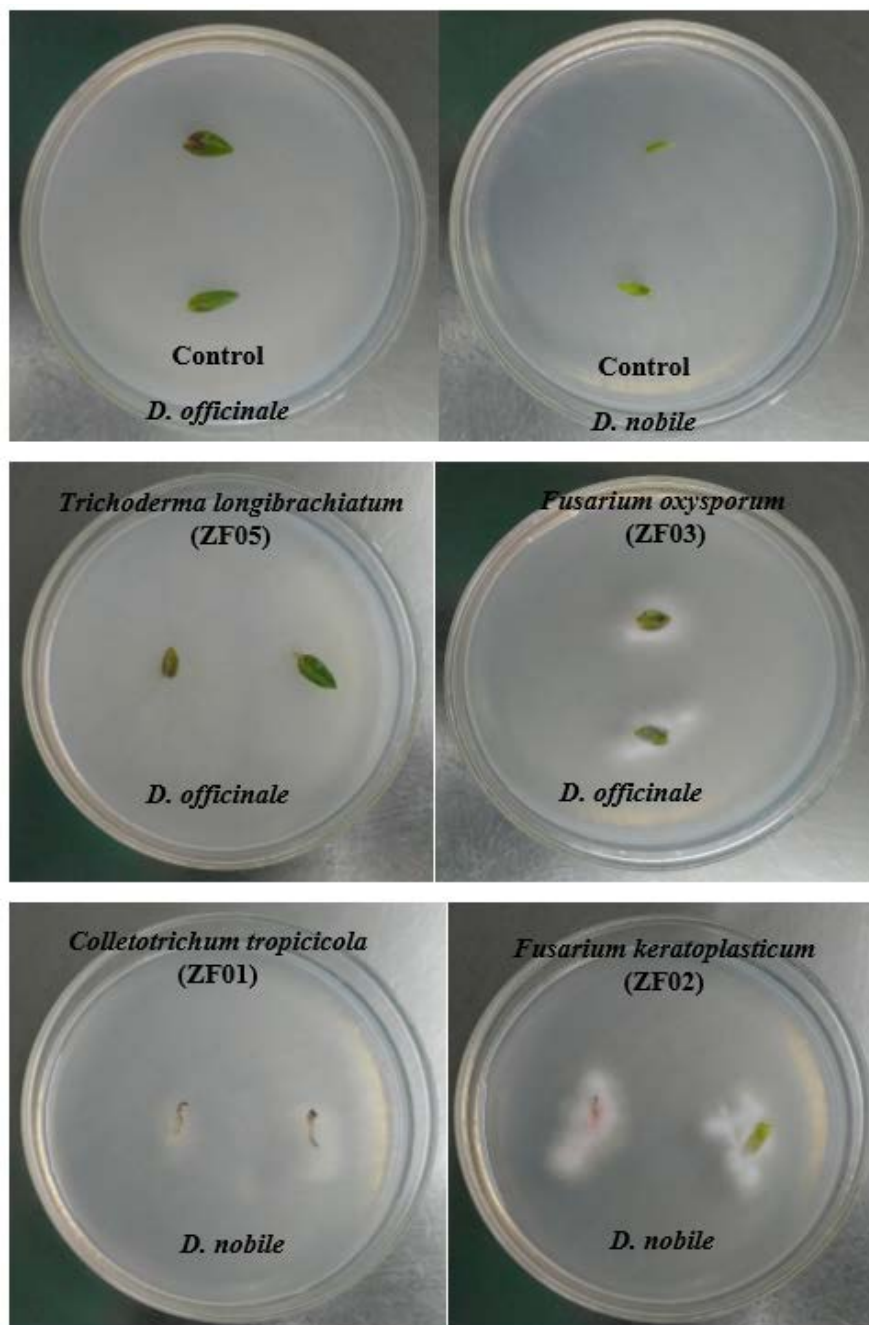 Control
D. officinale
Control
D. nobile
Trichoderma longibrachiatum
(ZF05)
D. officinale
Fusarium oxysporum
(ZF03)
D. officinale
Colletotrichum tropicicola
(ZF01)
D. nobile
Fusarium keratoplasticum
(ZF02)
D. nobile